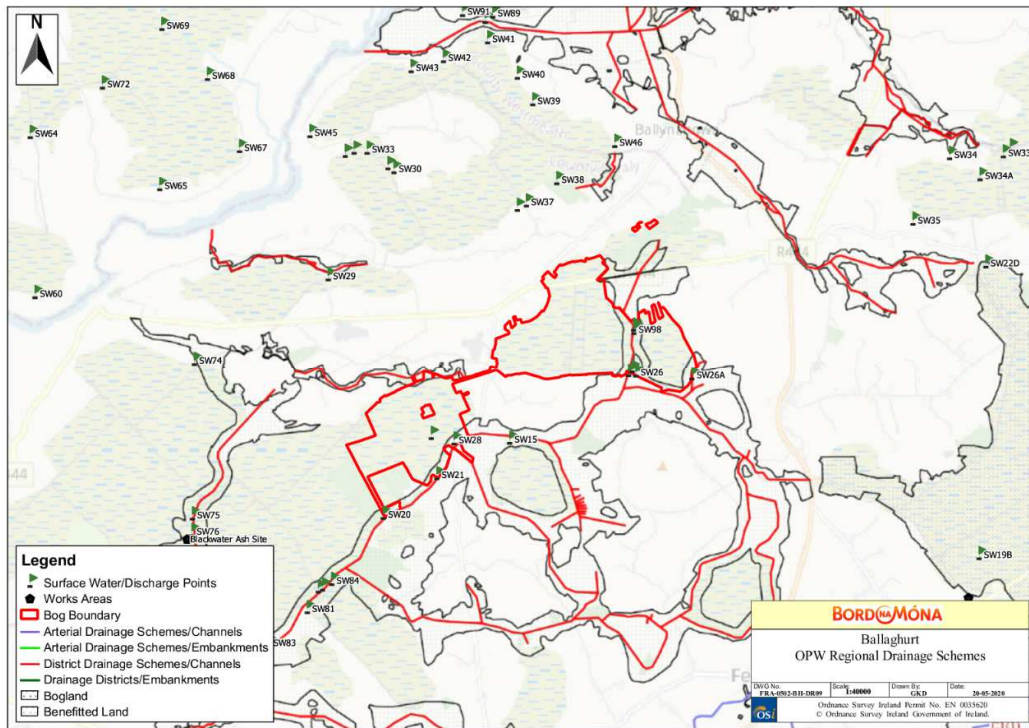 N
SW69
SW91
SW89
SW41
SW42
SW43
SW40
SW72
SW68
SW39
SW64
SW45
SW67
SW33
SW30
SW46
SW34
SW33
SW34A
SW65
SW38
SW37
SW35
SW29
SW22D
SW60
SW98
SW74
SW26
SW26A
SW28
SW15
SW21
SW20
SW75
SW76
Blackwater Ash Site
SW19B
SW84
SW81
SW83
Legend
Surface Water/Discharge Points
Works Areas
Bog Boundary
Arterial Drainage Schemes/Channels
Arterial Drainage Schemes/Embankments
District Drainage Schemes/Channels
Drainage Districts/Embankments
Bogland
Benefitted Land
BORD NA MÓNA
Ballaghurt
OPW Regional Drainage Schemes
DWG No.
FRA-0502-BH-DR09
Scale:
1:40000
Drawn By:
GKD
Date:
20-05-2020
OSi
Ordnance Survey Ireland Permit No. EN 0035620
© Ordnance Survey Ireland Government of Ireland.